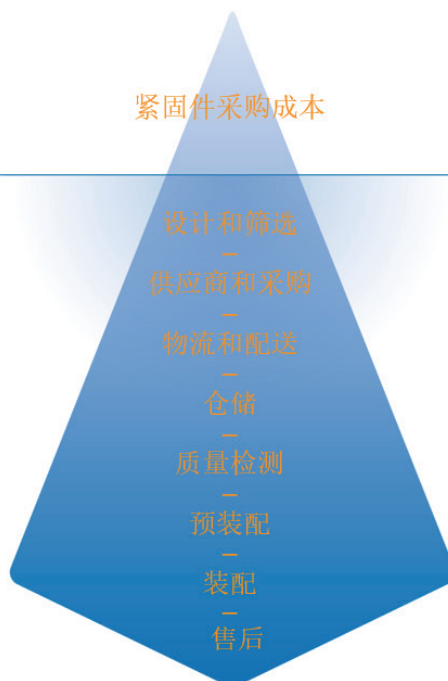 紧固件采购成本
设计和筛选
–
供应商和采购
–
物流和配送
–
仓储
–
质量检测
–
预装配
–
装配
–
售后